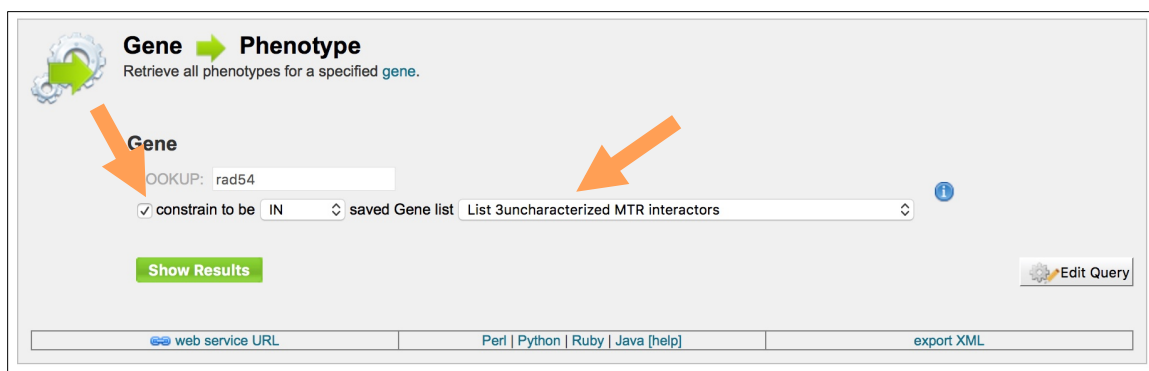 Gene Phenotype
Retrieve all phenotypes for a specified gene.
Gene
OOKUP: rad54
constrain to be IN saved Gene list List 3uncharacterized MTR interactors
Show Results
Edit Query
web service URL Perl | Python | Ruby | Java [help] export XML